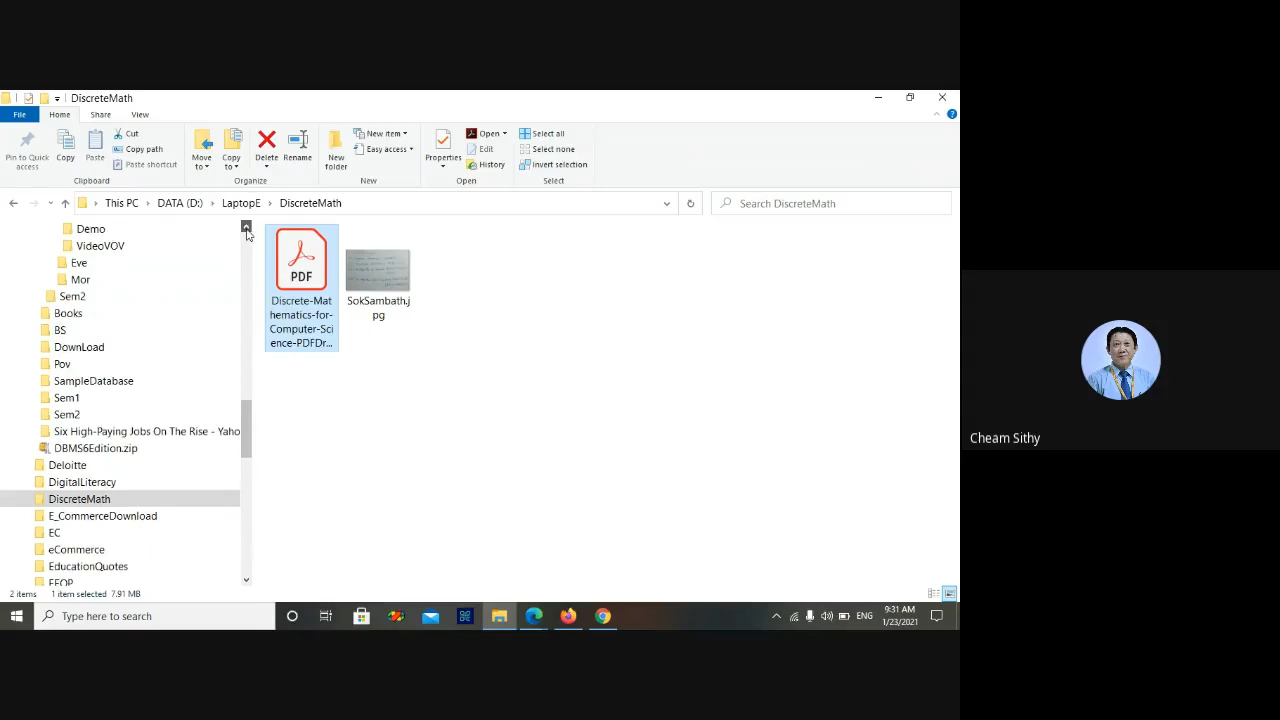 DiscreteMath
File
Home
Share
View
Pin to Quick
access
Copy
Paste
Cut
Copy path
Paste shortcut
Clipboard
Move
to
Copy
to
Delete
Rename
Organize
New
folder
New item
Easy access
New
Properties
Open
Edit
History
Open
Select all
Select none
Invert selection
Select
This PC
DATA (D:)
LaptopE
DiscreteMath
Search DiscreteMath
Demo
VideoVOV
Eve
Mor
Sem2
Books
BS
DownLoad
Pov
SampleDatabase
Sem1
Sem2
Six High-Paying Jobs On The Rise - Yaho
DBMS6Edition.zip
Deloitte
DigitalLiteracy
DiscreteMath
E_CommerceDownload
EC
eCommerce
EducationQuotes
PDF
Discrete-Mat
hematics-for-
Computer-Sci
ence-PDFDr...
SokSambath.j
pg
2 items
1 item selected 7.91 MB
Type here to search
ENG
9:31 AM
1/23/2021
Cheam Sithy